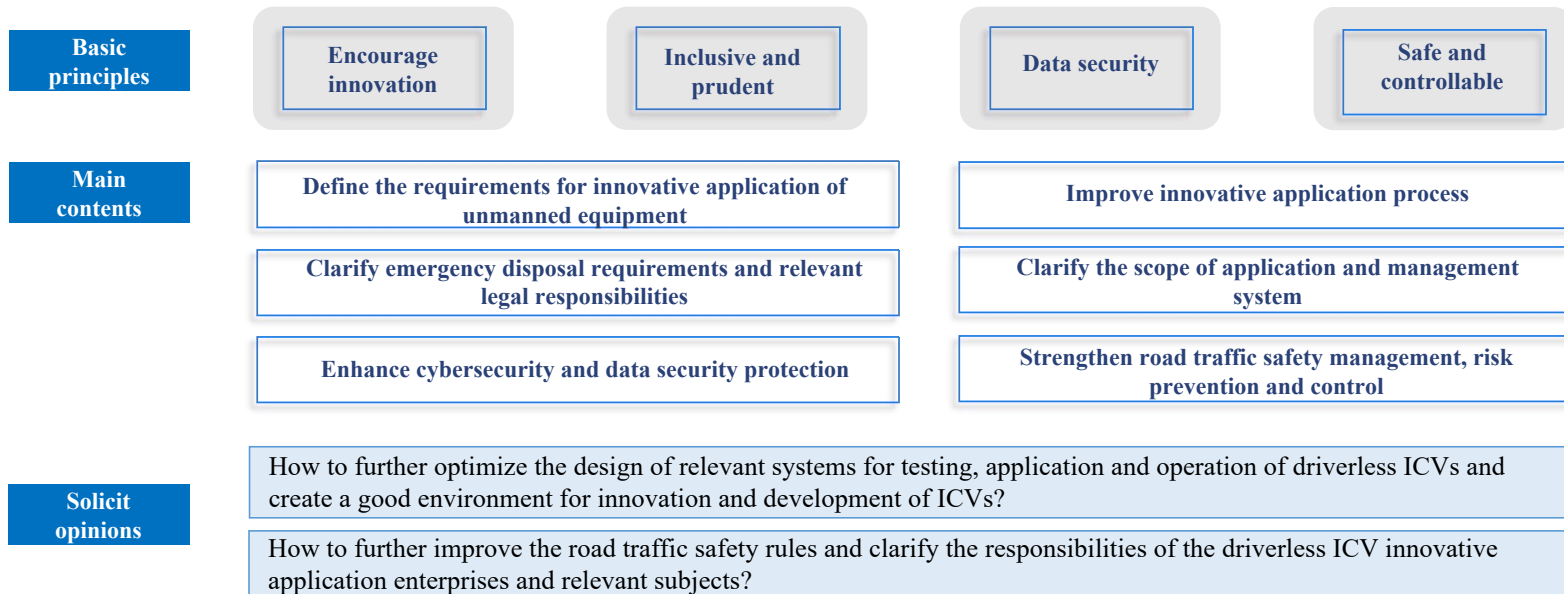 Basic
principles
Encourage
innovation
Inclusive and
prudent
Data security
Safe and
controllable
Main
contents
Define the requirements for innovative application of
unmanned equipment
Improve innovative application process
Clarify emergency disposal requirements and relevant
legal responsibilities
Clarify the scope of application and management
system
Enhance cybersecurity and data security protection
Strengthen road traffic safety management, risk
prevention and control
Solicit
opinions
How to further optimize the design of relevant systems for testing, application and operation of driverless ICVs and
create a good environment for innovation and development of ICVs?
How to further improve the road traffic safety rules and clarify the responsibilities of the driverless ICV innovative
application enterprises and relevant subjects?